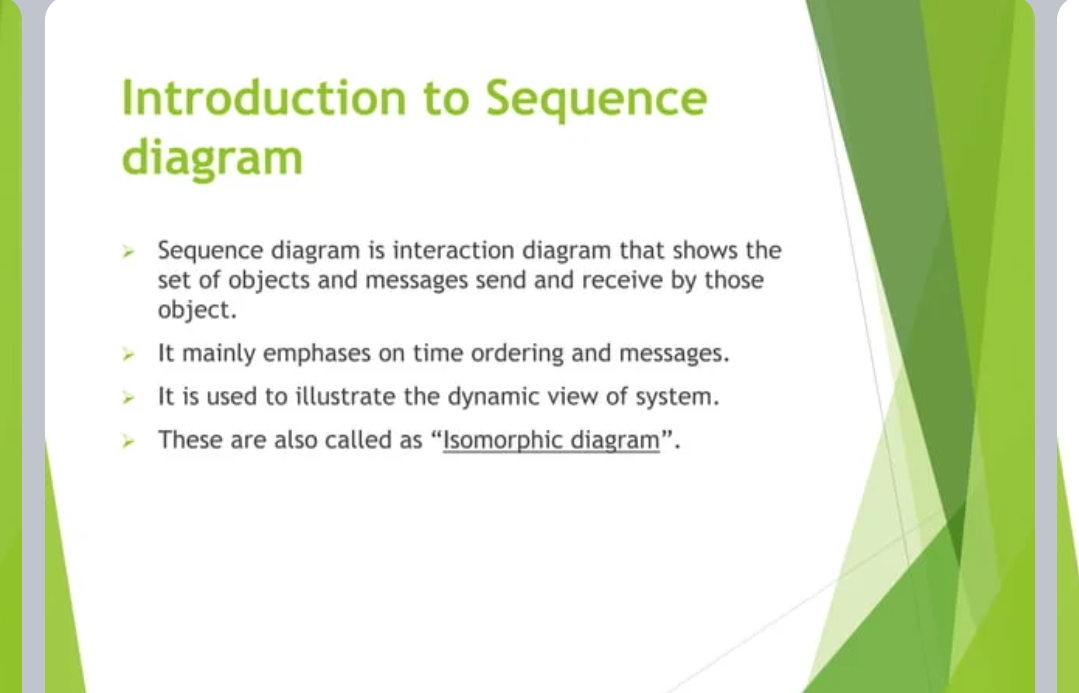 Introduction to Sequence
diagram
➢ Sequence diagram is interaction diagram that shows the
set of objects and messages send and receive by those
object.
➢ It mainly emphases on time ordering and messages.
➢ It is used to illustrate the dynamic view of system.
➢ These are also called as “Isomorphic diagram”.